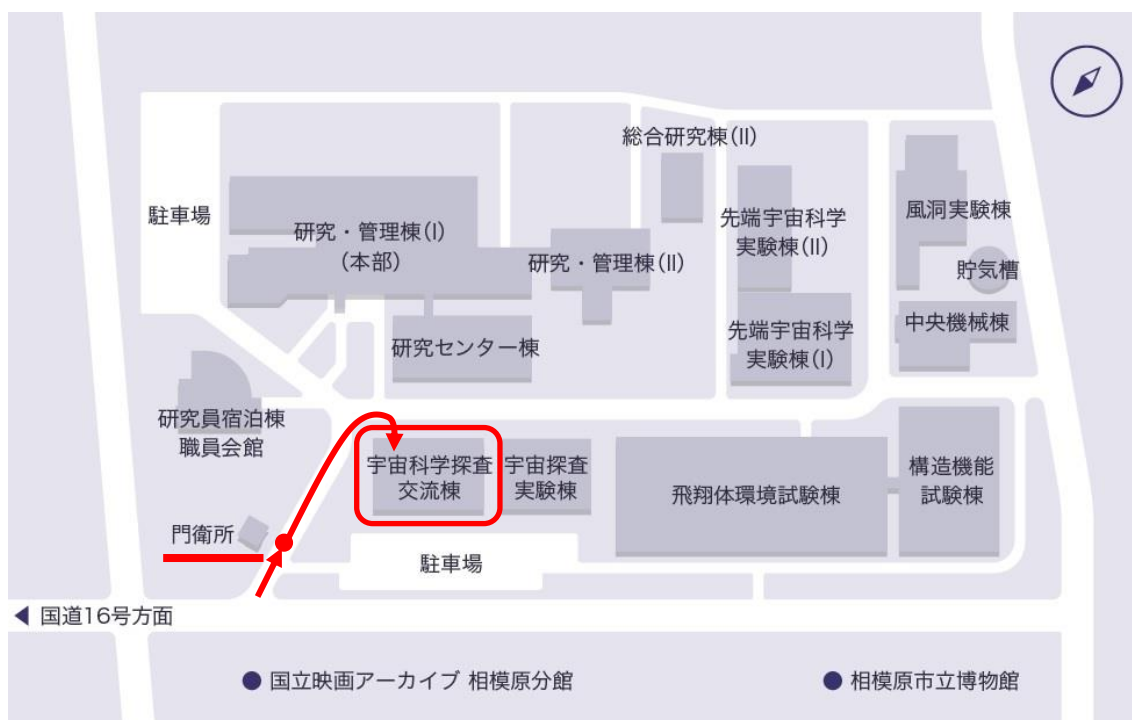 総合研究棟(II)
駐車場
研究・管理棟(I)
(本部)
研究・管理棟(II)
先端宇宙科学
実験棟(II)
風洞実験棟
貯気槽
研究センター棟
先端宇宙科学
実験棟(I)
中央機械棟
研究員宿泊棟
職員会館
宇宙科学探査
交流棟
宇宙探査
実験棟
飛翔体環境試験棟
構造機能
試験棟
門衛所
駐車場
国道16号方面
国立映画アーカイブ 相模原分館
相模原市立博物館